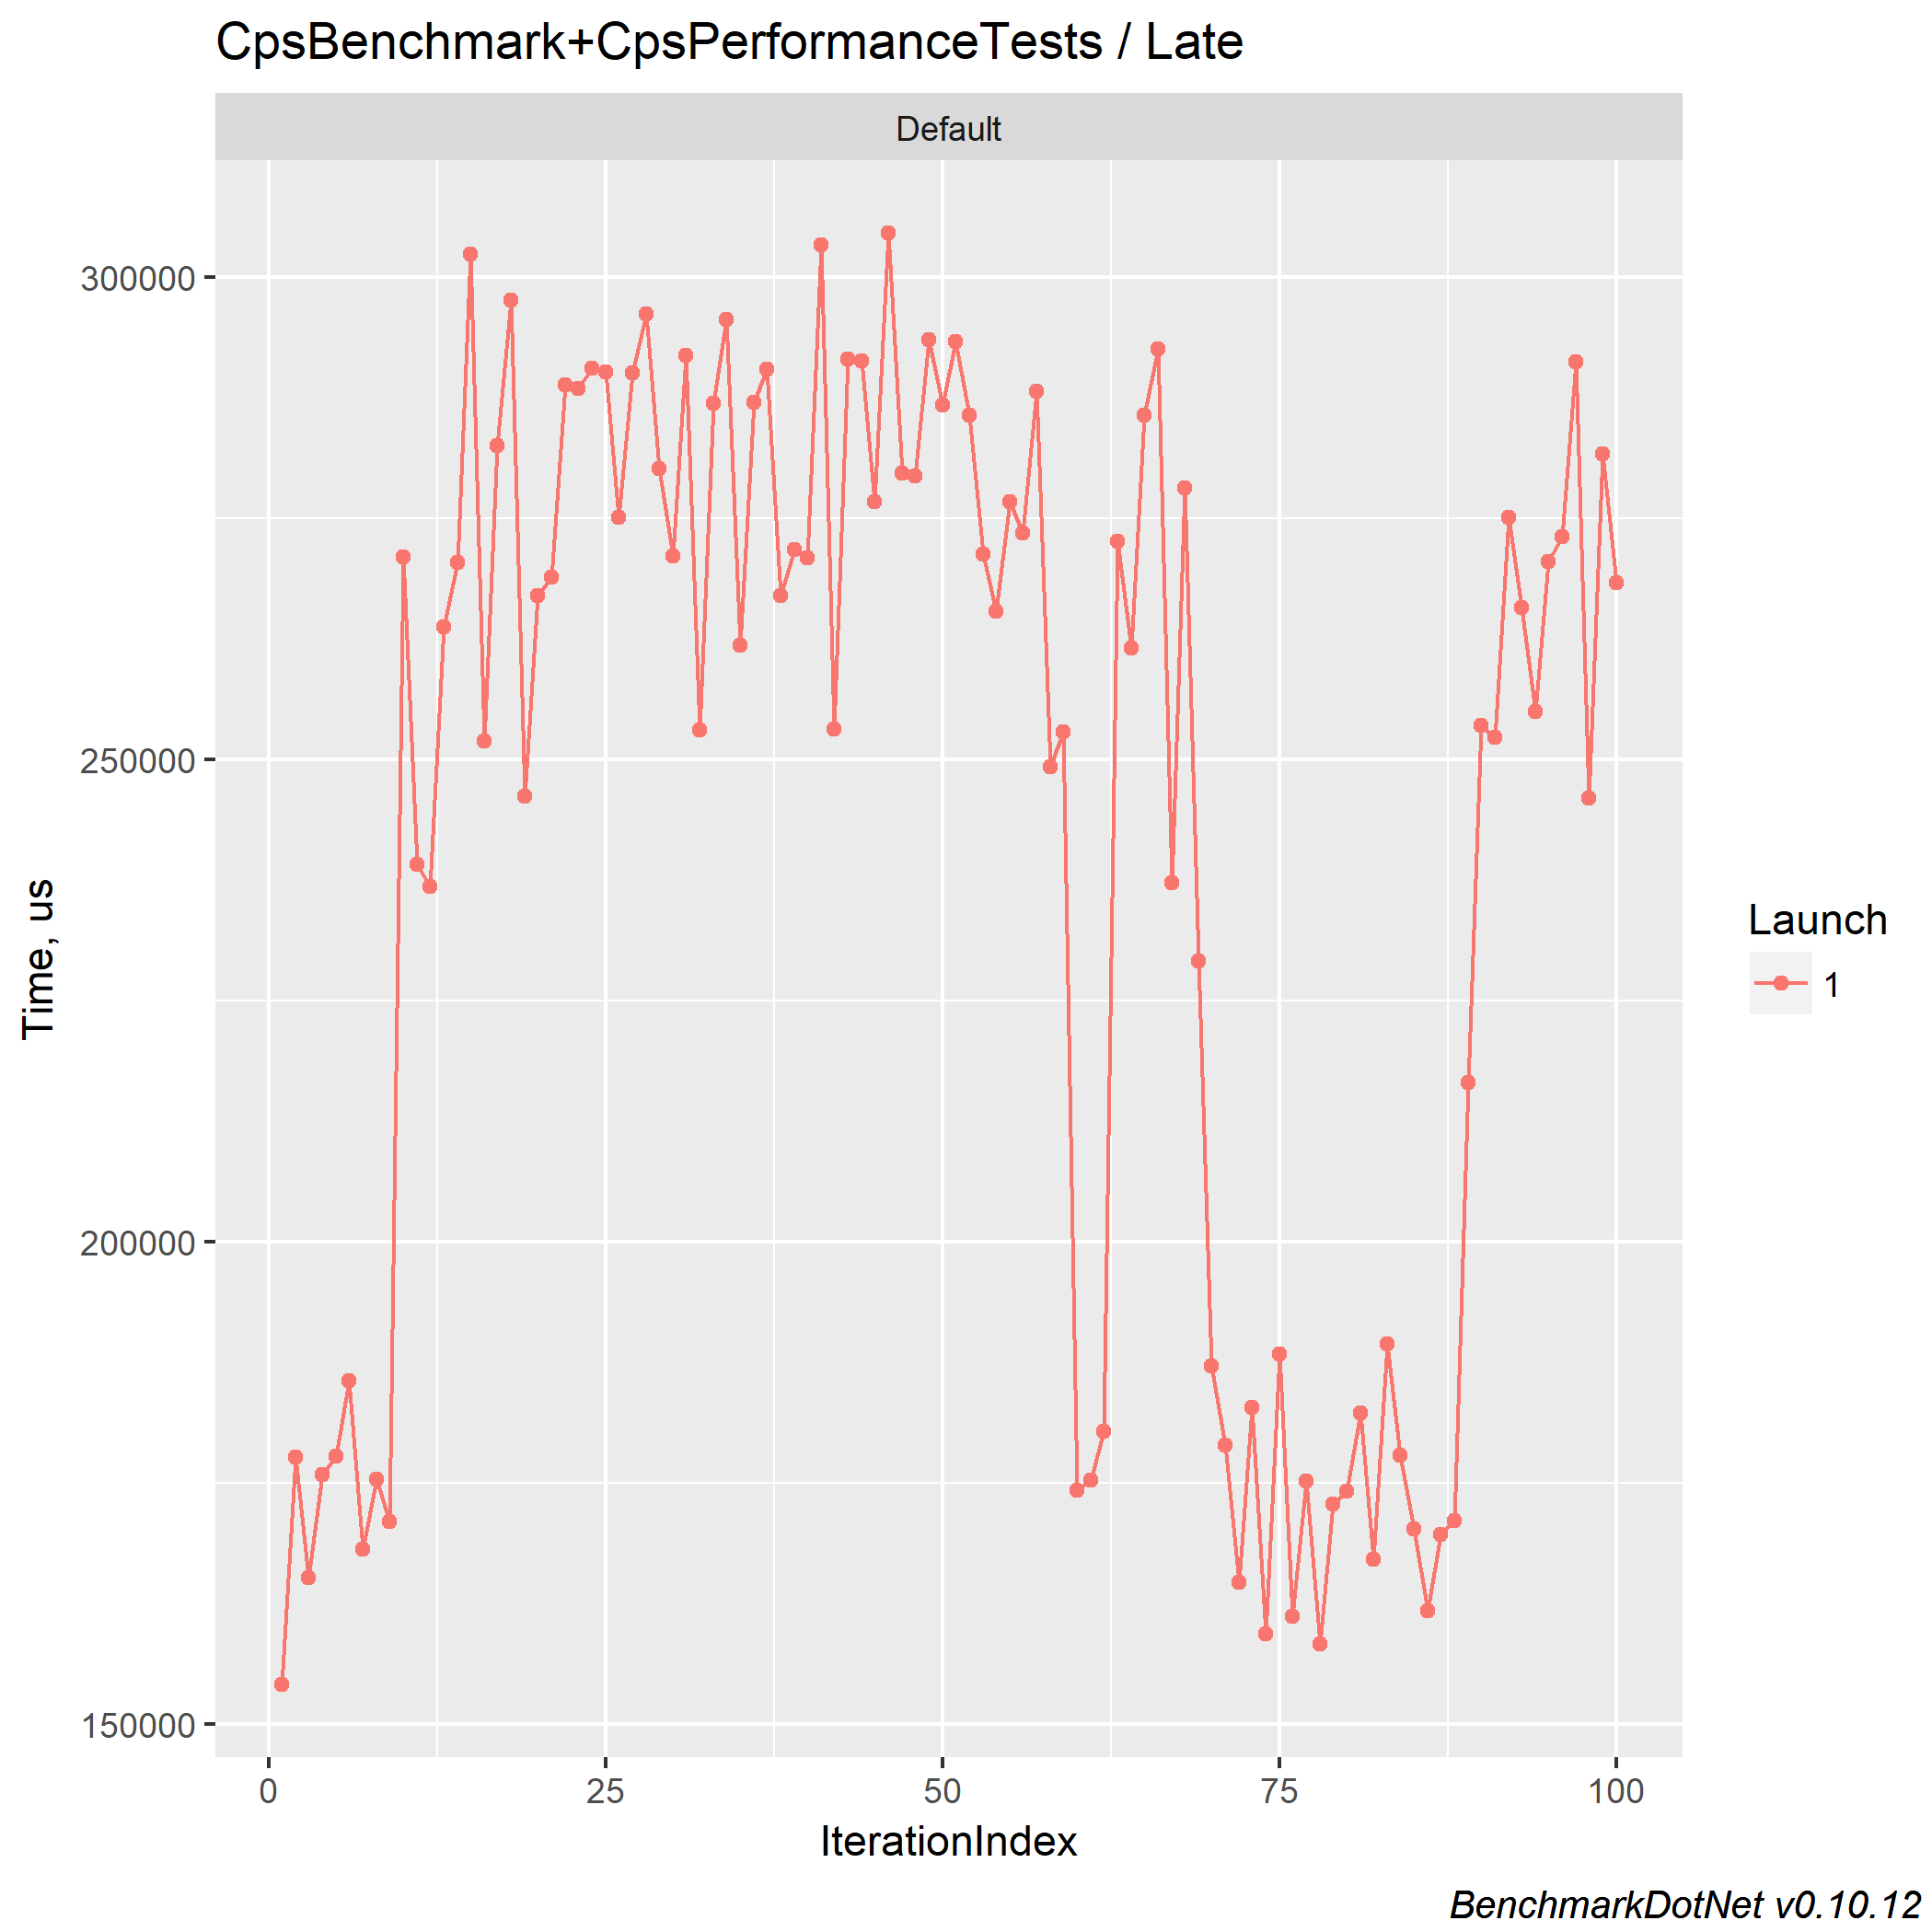 CpsBenchmark+CpsPerformanceTests / Late
Default
300000
250000
200000
150000
Time, us
0 25 50 75 100
IterationIndex
Launch
1
BenchmarkDotNet v0.10.12